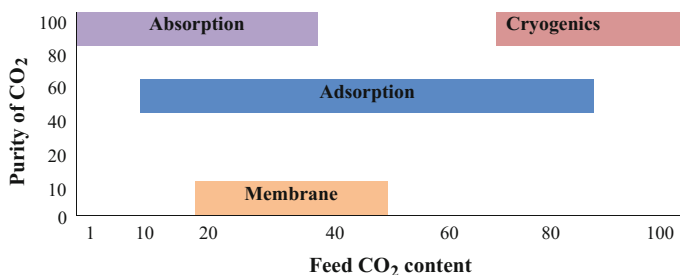 Purity of CO2
100
80
60
40
20
10
0
Absorption
Cryogenics
Adsorption
Membrane
1 10 20 40 60 80 100
Feed CO2 content